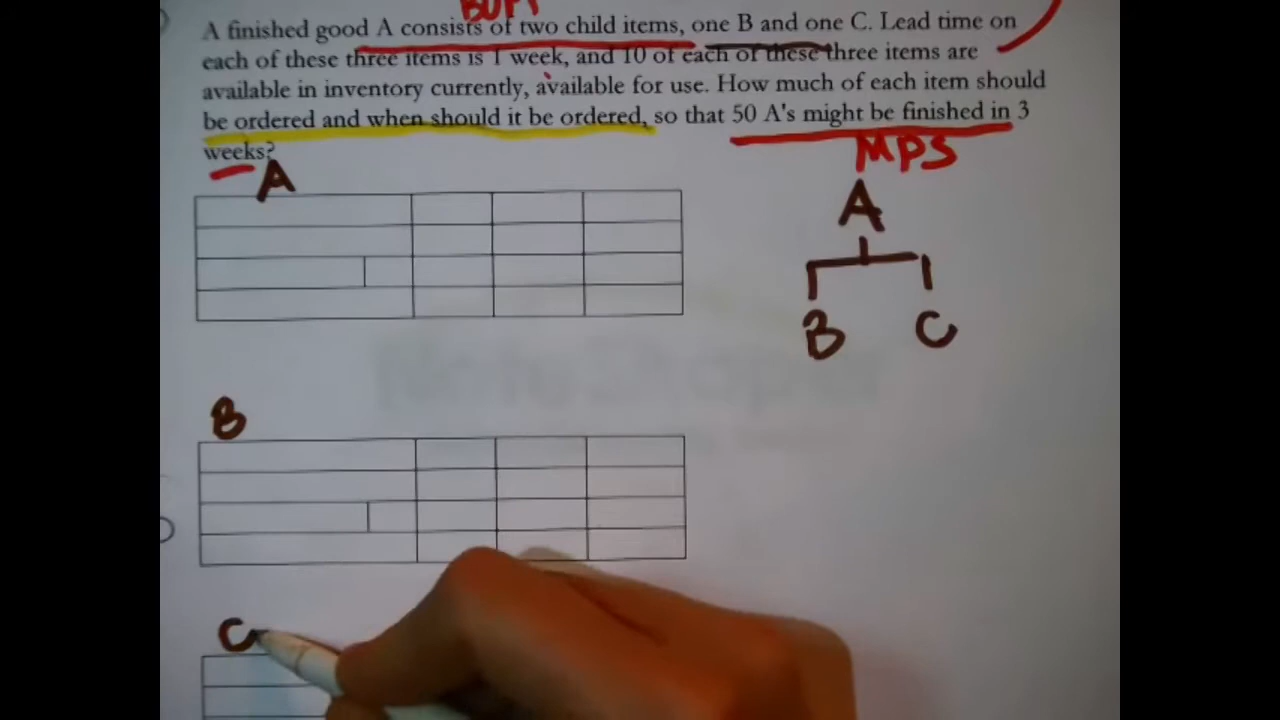 BUFF
A finished good A consists of two child items, one B and one C. Lead time on
each of these three items is 1 week, and 10 of each of these three items are
available in inventory currently, available for use. How much of each item should
be ordered and when should it be ordered, so that 50 A's might be finished in 3
weeks?
MPS
A
A
B
C
B
C